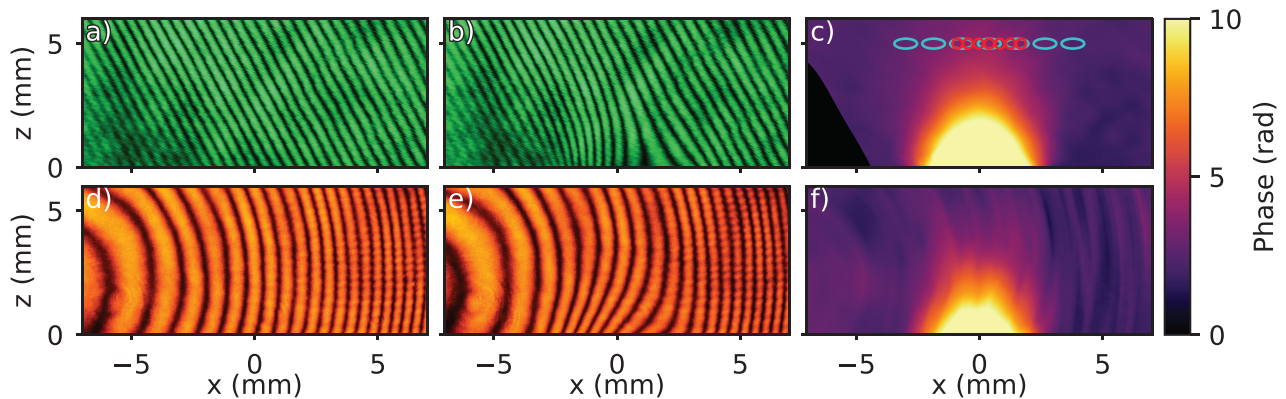 a) b) c) 10
5
z (mm)
0
d) e) f) 5
5
z (mm)
0 0
Phase (rad)
−5 0 5 −5 0 5 −5 0 5
x (mm) x (mm) x (mm)